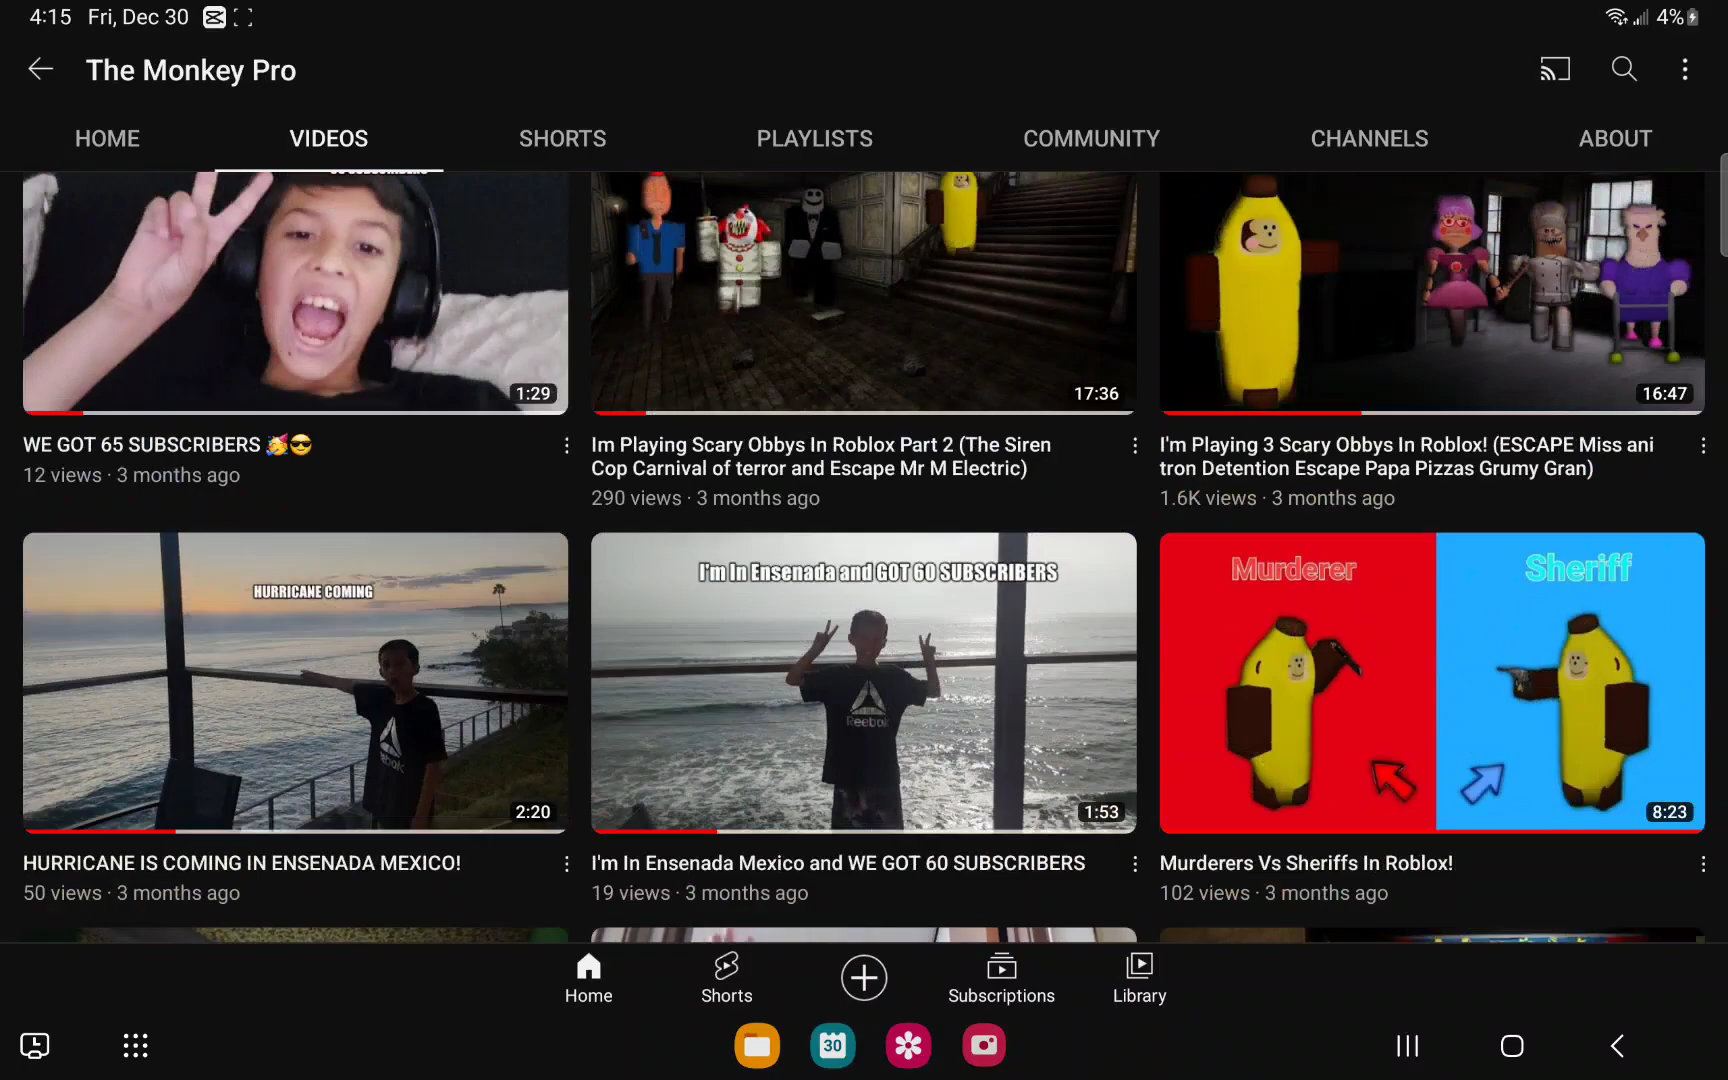 4:15 Fri, Dec 30
4%
The Monkey Pro
HOME
VIDEOS
SHORTS
PLAYLISTS
COMMUNITY
CHANNELS
ABOUT
1:29
17:36
16:47
WE GOT 65 SUBSCRIBERS 🥳😎
12 views · 3 months ago
Im Playing Scary Obbys In Roblox Part 2 (The Siren
Cop Carnival of terror and Escape Mr M Electric)
290 views · 3 months ago
I'm Playing 3 Scary Obbys In Roblox! (ESCAPE Miss ani
tron Detention Escape Papa Pizzas Grumy Gran)
1.6K views · 3 months ago
HURRICANE COMING
2:20
I'm In Ensenada and GOT 60 SUBSCRIBERS
Reebok
1:53
Murderer
Sheriff
8:23
HURRICANE IS COMING IN ENSENADA MEXICO!
50 views · 3 months ago
I'm In Ensenada Mexico and WE GOT 60 SUBSCRIBERS
19 views · 3 months ago
Murderers Vs Sheriffs In Roblox!
102 views · 3 months ago
Home
Shorts
Subscriptions
Library
30